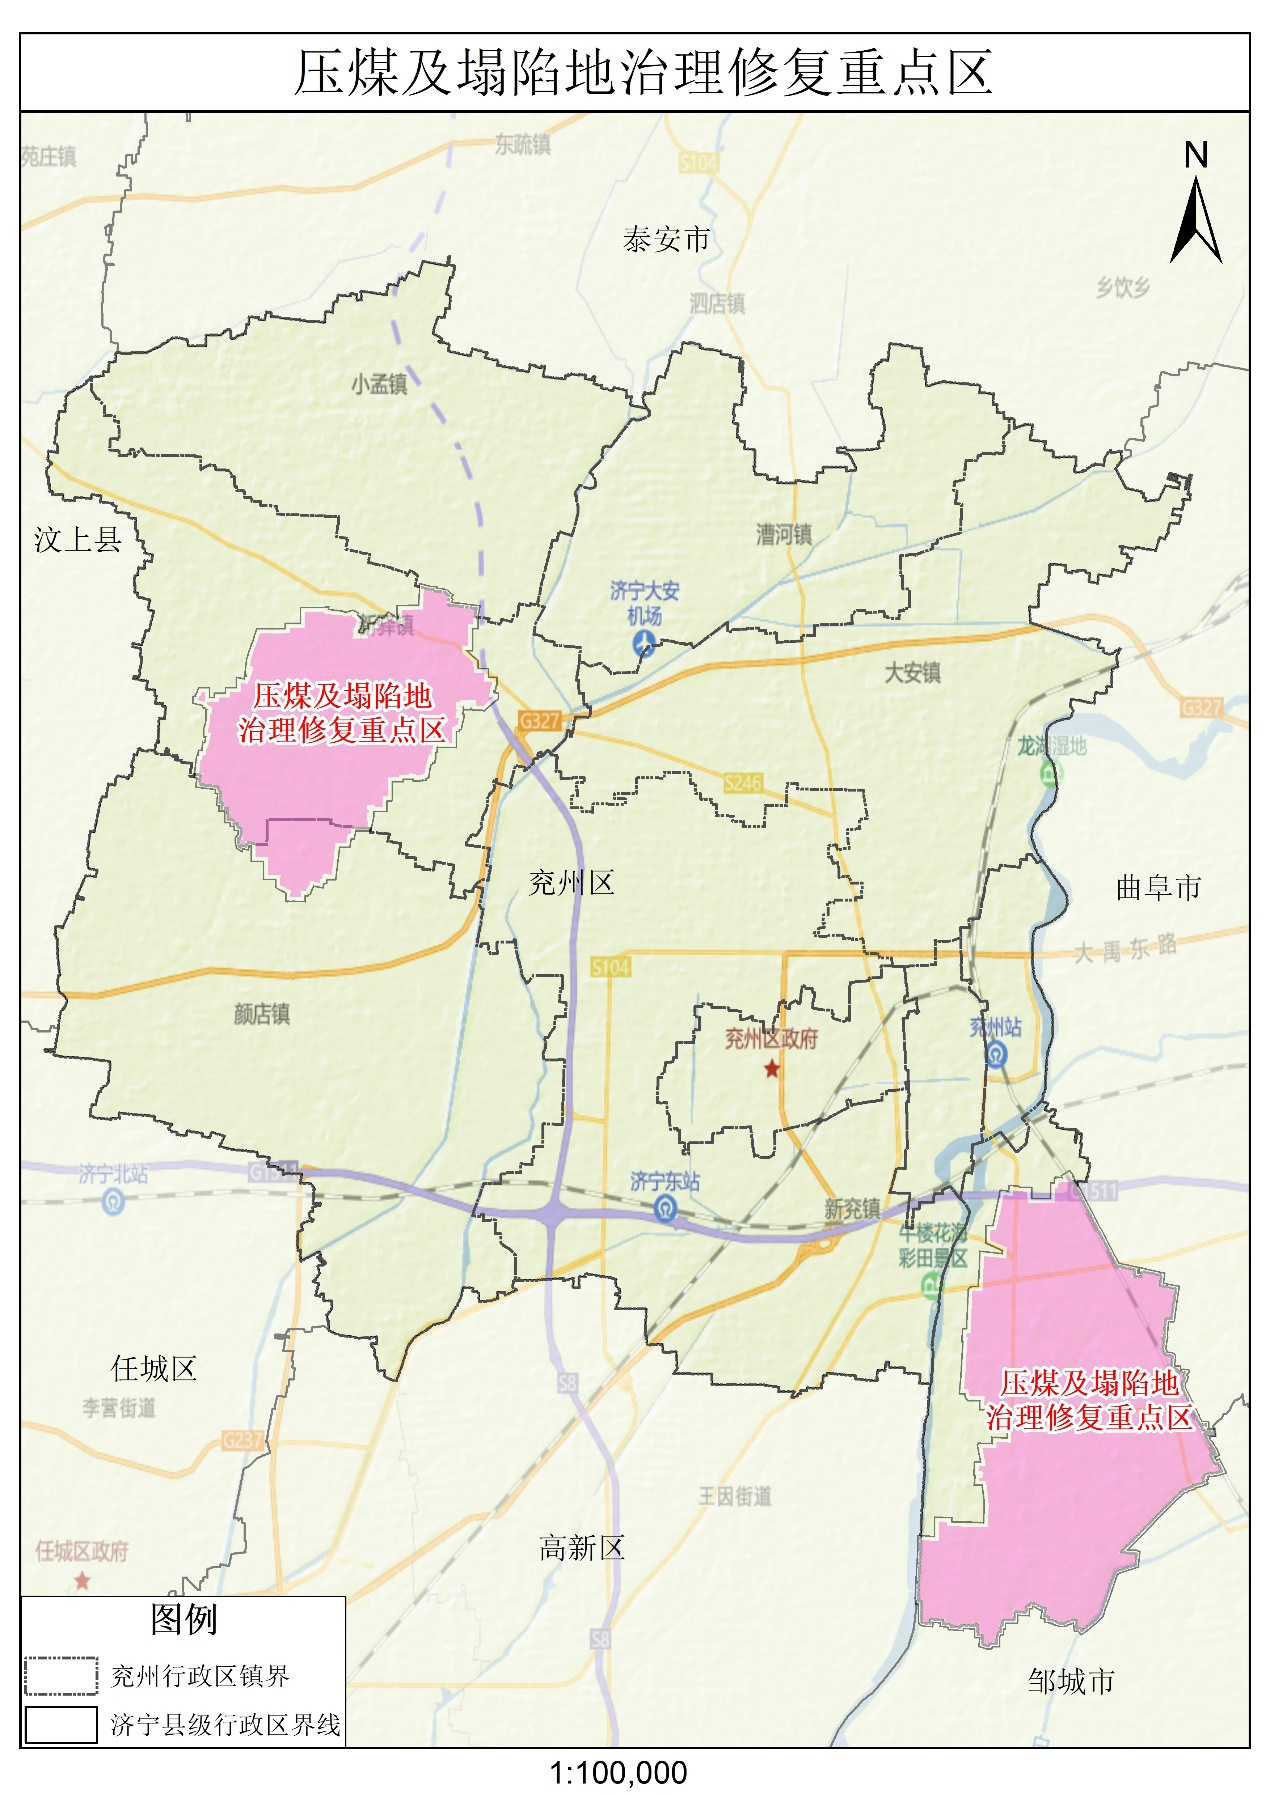 压煤及塌陷地治理修复重点区
苑庄镇
东疏镇
S104
N
泰安市
乡饮乡
泗店镇
小孟镇
汶上县
漕河镇
济宁大安
机场
新驿镇
大安镇
压煤及塌陷地
治理修复重点区
G327
G327
龙湖湿地
S246
兖州区
曲阜市
大禹东路
S104
颜店镇
兖州站
兖州区政府
济宁北站
G1511
济宁东站
G1511
新兖镇
牛楼花海
彩田景区
任城区
S8
压煤及塌陷地
治理修复重点区
李营街道
G237
王因街道
高新区
任城区政府
图例
S8
兖州行政区镇界
邹城市
济宁县级行政区界线
1:100,000